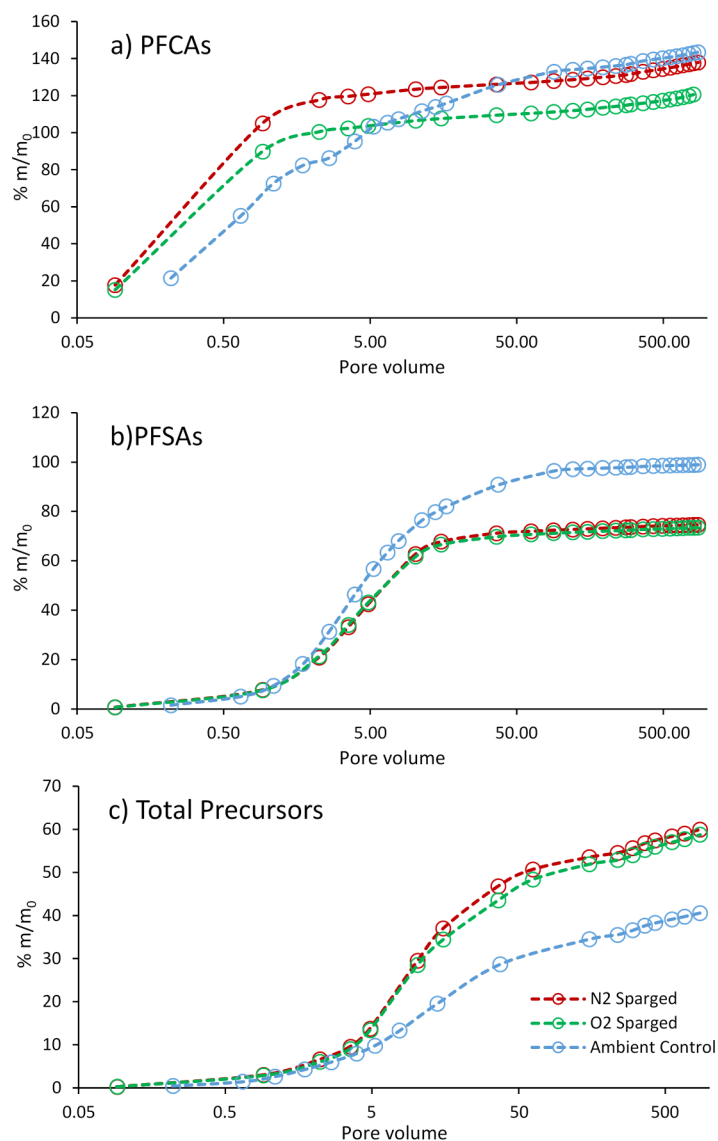 a) PFCAs
160
140
120
100
80
60
40
20
0
% m/m0
0.05 0.50 5.00 50.00 500.00
Pore volume
b)PFSAs
120
100
80
60
40
20
0
% m/m0
0.05 0.50 5.00 50.00 500.00
Pore volume
c) Total Precursors
70
60
50
40
30
20
10
0
% m/m0
N2 Sparged
O2 Sparged
Ambient Control
0.05 0.5 5 50 500
Pore volume